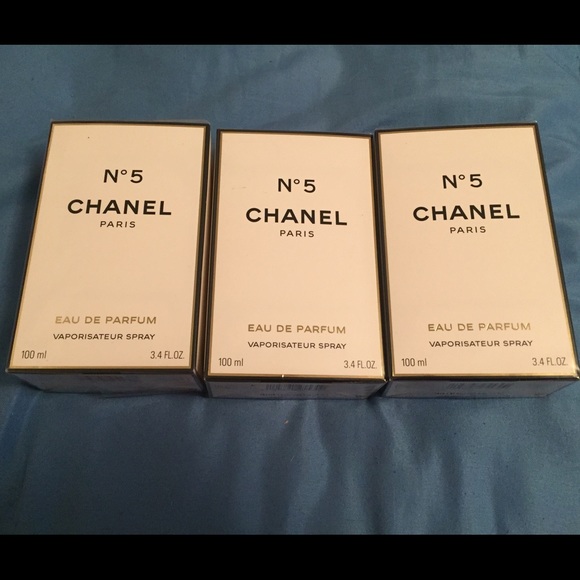 N°5
CHANEL
PARIS
EAU DE PARFUM
VAPORISATEUR SPRAY
100 ml 3.4 FL.OZ.
N°5
CHANEL
PARIS
EAU DE PARFUM
VAPORISATEUR SPRAY
100 ml 3.4 FL.OZ.
N°5
CHANEL
PARIS
EAU DE PARFUM
VAPORISATEUR SPRAY
100 ml 3.4 FL.OZ.